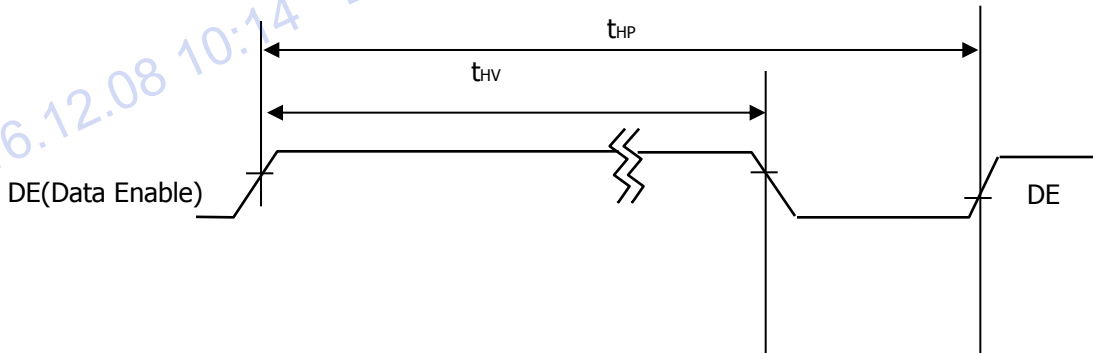 6.12.08 10:14
tHP
tHV
DE(Data Enable)
DE